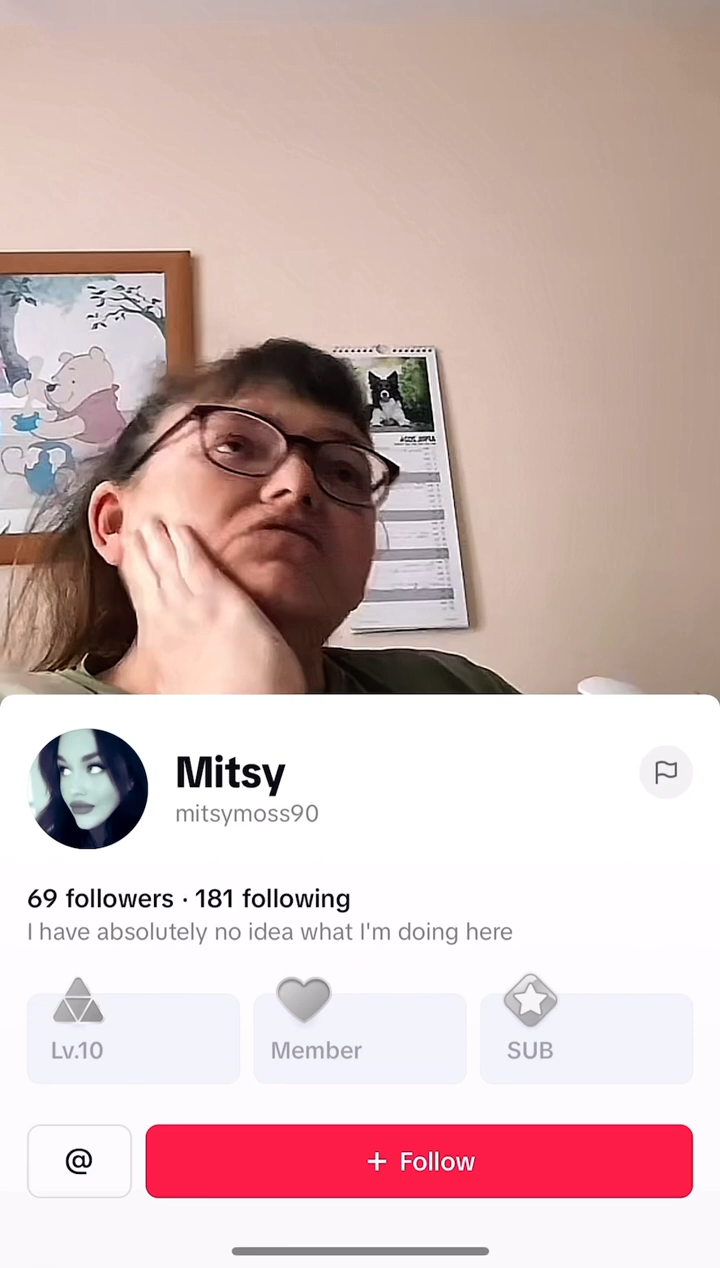 Mitsy
mitsymoss90
69 followers · 181 following
I have absolutely no idea what I'm doing here
Lv.10
Member
SUB
@
+ Follow